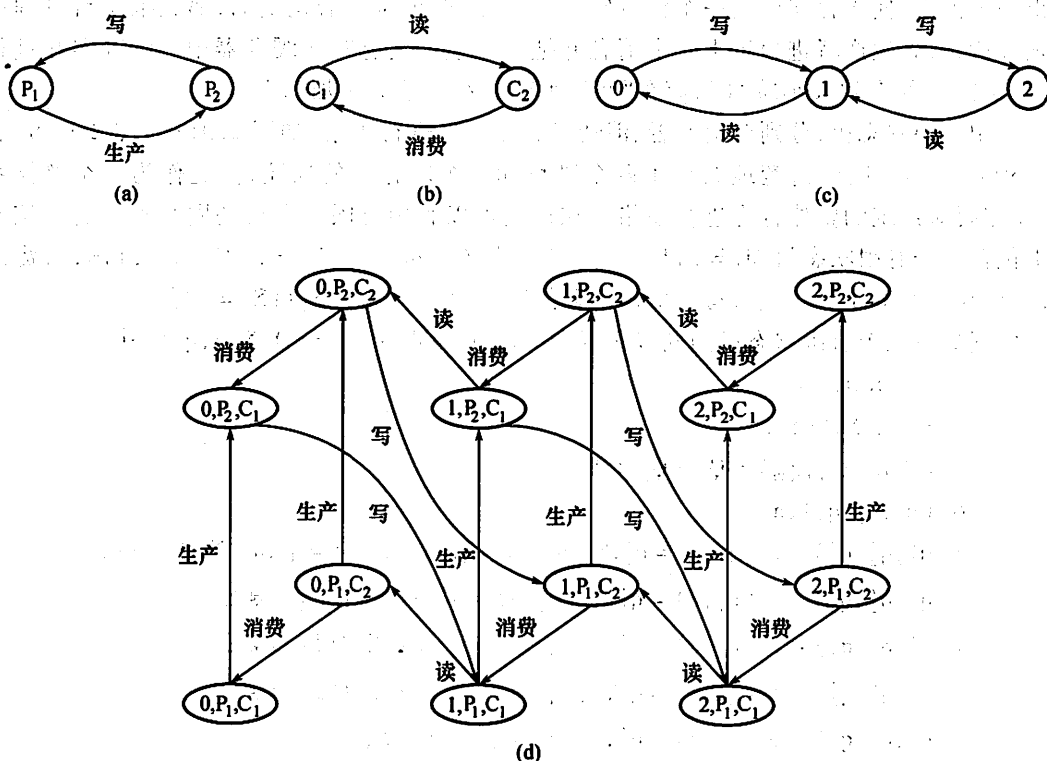 写 读 写 写
P₁ P₂ C₁ C₂ 0 1 2
生产 消费 读 读
(a) (b) (c)
0,P₂,C₂ 1,P₂,C₂ 2,P₂,C₂
读 读
消费 消费 消费
0,P₂,C₁ 1,P₂,C₁ 2,P₂,C₁
写 写
生产 写 生产 写 生产
生产 生产 生产
0,P₁,C₂ 1,P₁,C₂ 2,P₁,C₂
消费 消费 消费
读 读
0,P₁,C₁ 1,P₁,C₁ 2,P₁,C₁
(d)